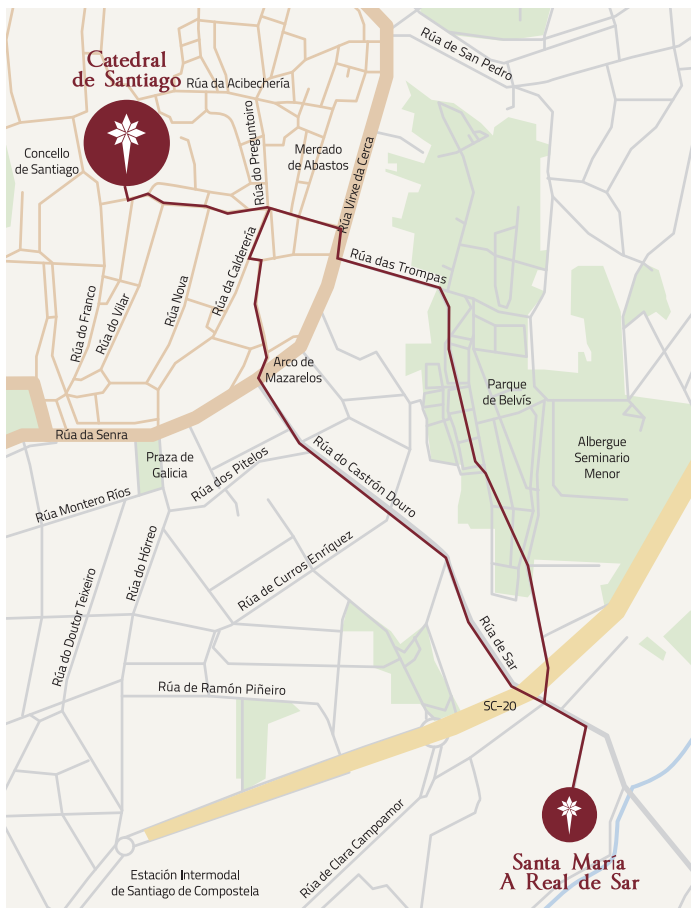 Rúa de San Pedro
Catedral
de Santiago
Rúa da Acibechería
Concello
de Santiago
Rúa do Preguntoiro
Mercado
de Abastos
Rúa Virxe da Cerca
Rúa das Trompas
Rúa da Calderería
Rúa Nova
Rúa do Vilar
Rúa do Franco
Arco de
Mazarelos
Parque
de Belvís
Rúa da Senra
Praza de
Galicia
Rúa dos Pitelos
Rúa do Castrón Douro
Albergue
Seminario
Menor
Rúa Montero Ríos
Rúa do Hórreo
Rúa de Curros Enríquez
Rúa do Doutor Teixeiro
Rúa de Sar
Rúa de Ramón Piñeiro
SC-20
Rúa de Clara Campoamor
Estación Intermodal
de Santiago de Compostela
Santa María
A Real de Sar